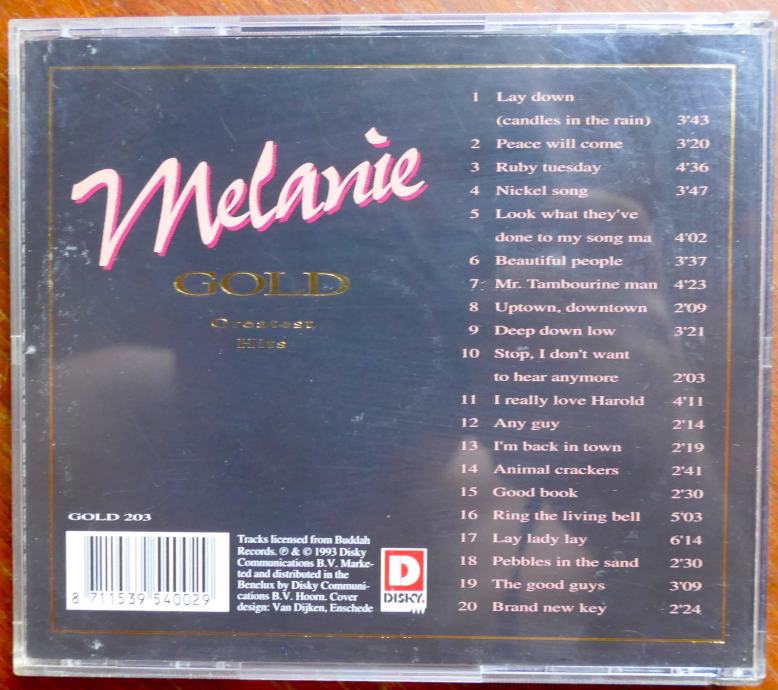 Melanie
GOLD
Greatest
Hits
1 Lay down
(candles in the rain) 3'43
2 Peace will come 3'20
3 Ruby tuesday 4'36
4 Nickel song 3'47
5 Look what they've
done to my song ma 4'02
6 Beautiful people 3'37
7 Mr. Tambourine man 4'23
8 Uptown, downtown 2'09
9 Deep down low 3'21
10 Stop, I don't want
to hear anymore 2'03
11 I really love Harold 4'11
12 Any guy 2'14
13 I'm back in town 2'19
14 Animal crackers 2'41
15 Good book 2'30
16 Ring the living bell 5'03
17 Lay lady lay 6'14
18 Pebbles in the sand 2'30
19 The good guys 3'09
20 Brand new key 2'24
GOLD 203
8 711539 540029
Tracks licensed from Buddah
Records. ℗ & © 1993 Disky
Communications B.V. Marke-
ted and distributed in the
Benelux by Disky Communi-
cations B.V. Hoorn. Cover
design: Van Dijken, Enschede
D
DISKY